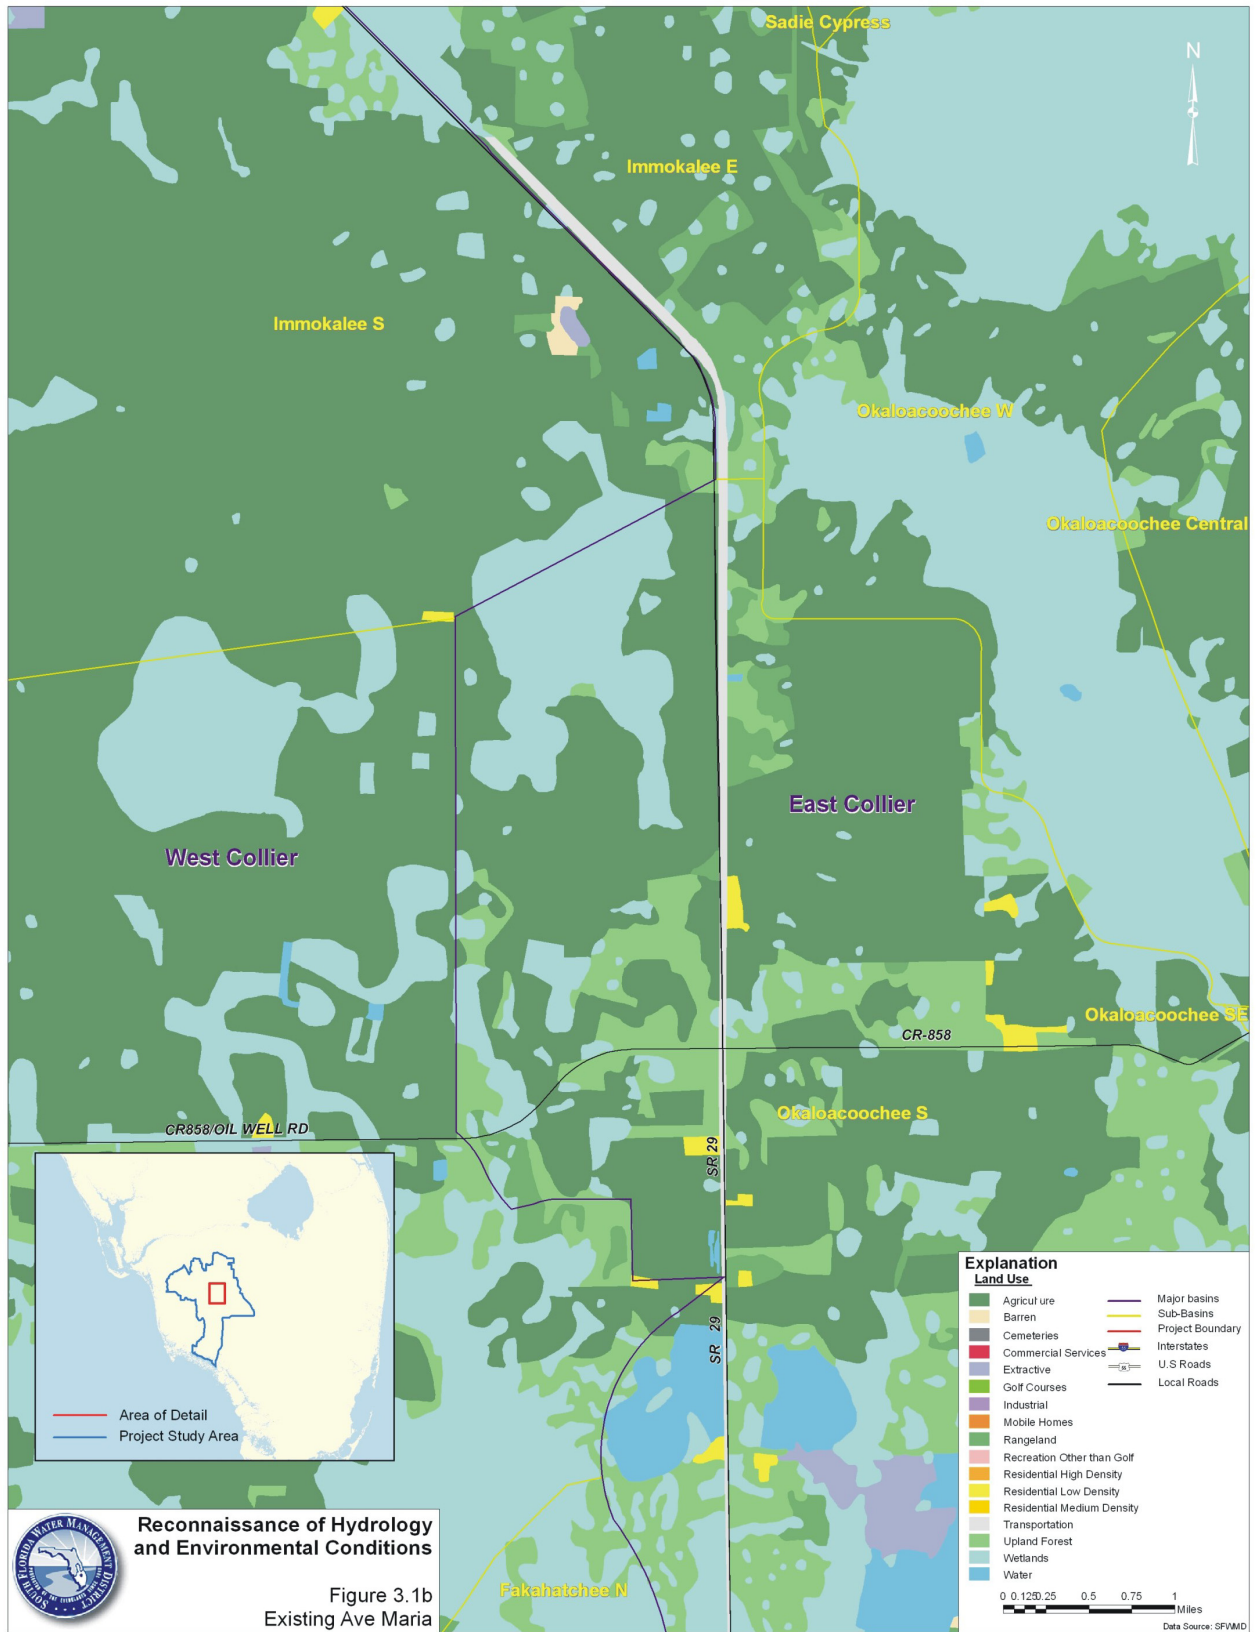 Sadie Cypress
N
Immokalee E
Immokalee S
Okaloacoochee W
Okaloacoochee Central
East Collier
West Collier
Okaloacoochee SE
CR-858
Okaloacoochee S
CR858/OIL WELL RD
SR 29
SR 29
Fakahatchee N
Area of Detail
Project Study Area
Explanation
Land Use
Agriculture
Barren
Cemeteries
Commercial Services
Extractive
Golf Courses
Industrial
Mobile Homes
Rangeland
Recreation Other than Golf
Residential High Density
Residential Low Density
Residential Medium Density
Transportation
Upland Forest
Wetlands
Water
Major basins
Sub-Basins
Project Boundary
Interstates
U.S Roads
Local Roads
0 0.125 0.25 0.5 0.75 1
Miles
Data Source: SFWMD
SOUTH FLORIDA WATER MANAGEMENT DISTRICT
Reconnaissance of Hydrology
and Environmental Conditions
Figure 3.1b
Existing Ave Maria